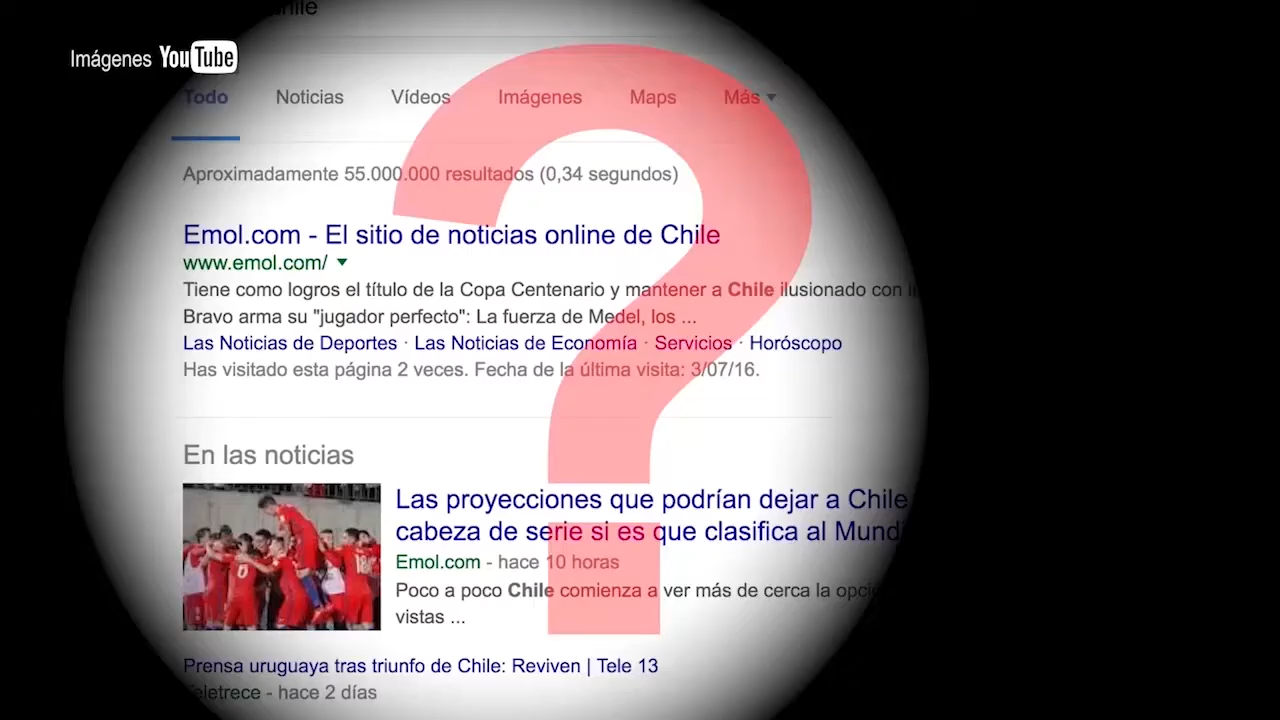 Imágenes YouTube
Todo Noticias Vídeos Imágenes Maps Más
Aproximadamente 55.000.000 resultados (0,34 segundos)
Emol.com - El sitio de noticias online de Chile
www.emol.com/
Tiene como logros el título de la Copa Centenario y mantener a Chile ilusionado con
Bravo arma su "jugador perfecto": La fuerza de Medel, los ...
Las Noticias de Deportes · Las Noticias de Economía · Servicios · Horóscopo
Has visitado esta página 2 veces. Fecha de la última visita: 3/07/16.
En las noticias
Las proyecciones que podrían dejar a Chile
cabeza de serie si es que clasifica al
Emol.com - hace 10 horas
Poco a poco Chile comienza a ver más de cerca la
vistas ...
Prensa uruguaya tras triunfo de Chile: Reviven | Tele 13
Teletrece - hace 2 días
?